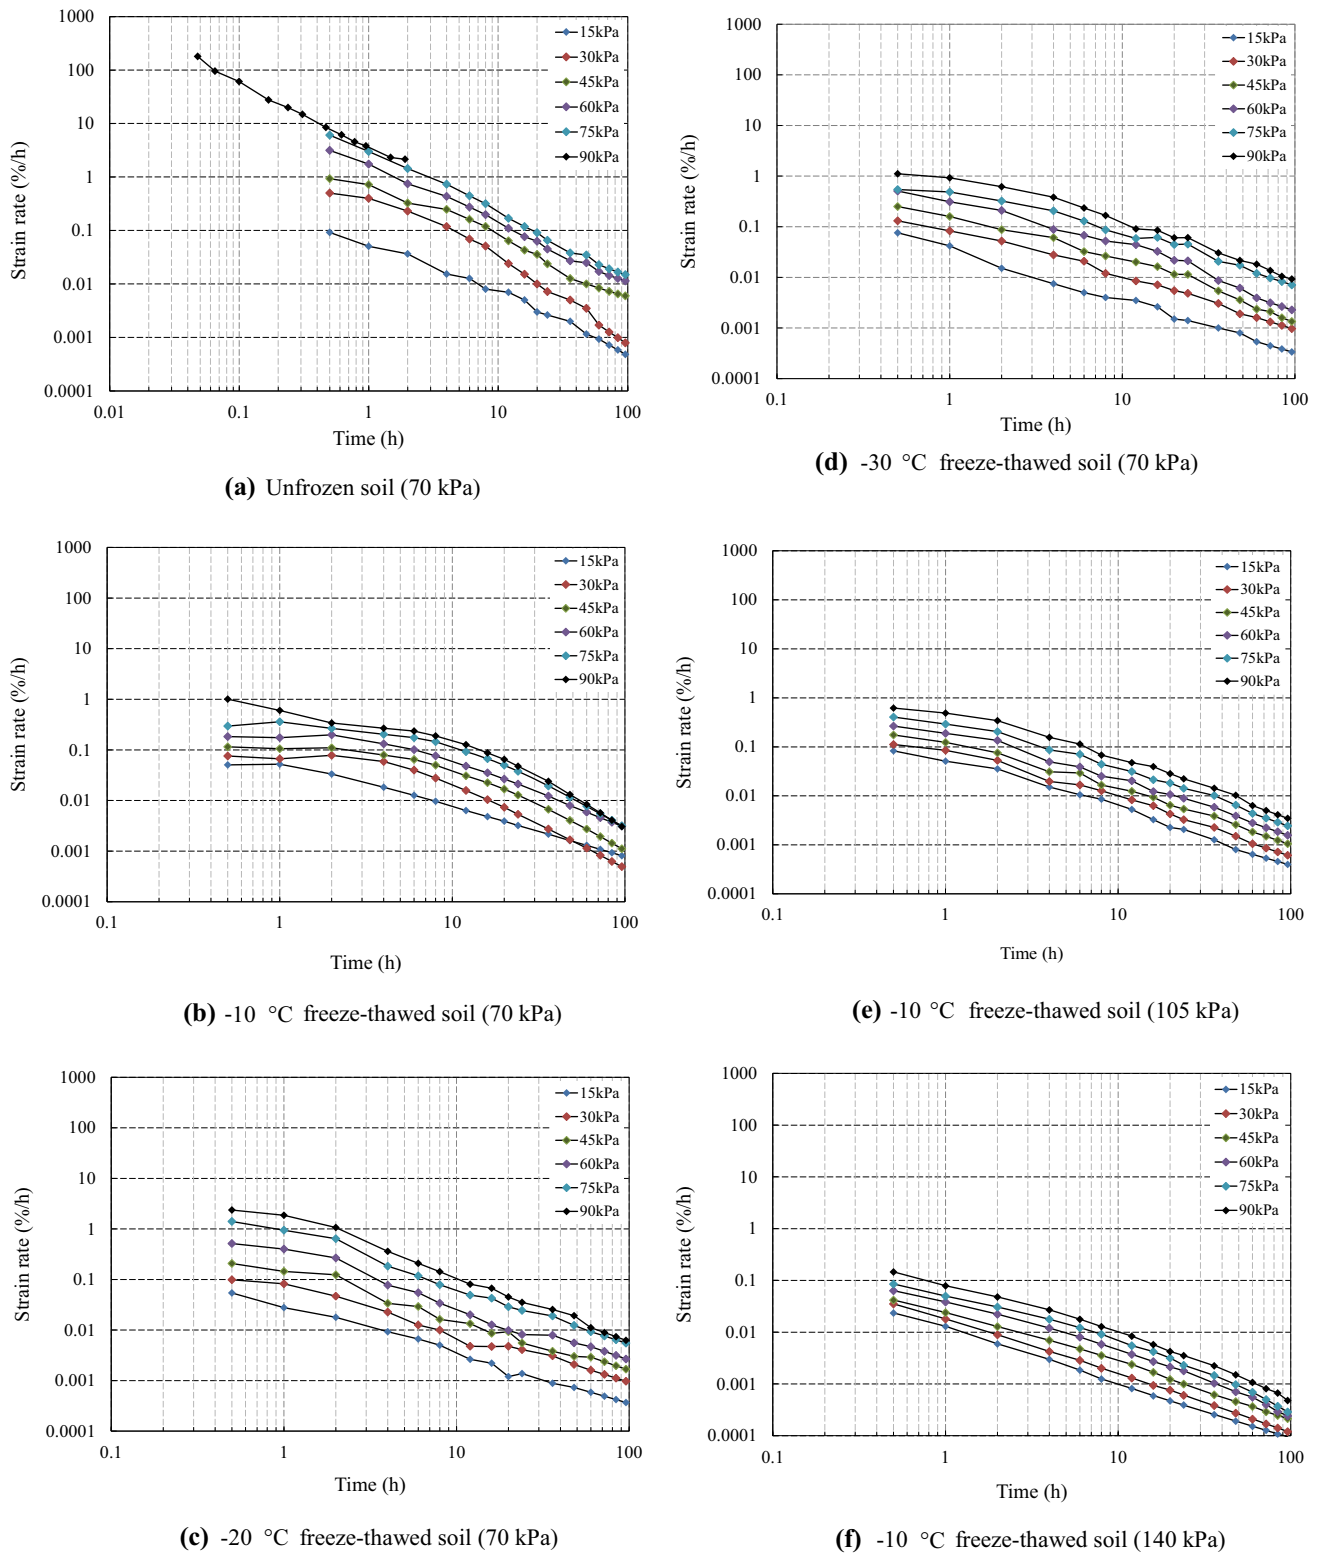 1000
100
10
1
0.1
0.01
0.001
0.0001
Strain rate (%/h)
0.01 0.1 1 10 100
Time (h)
15kPa
30kPa
45kPa
60kPa
75kPa
90kPa
(a) Unfrozen soil (70 kPa)
1000
100
10
1
0.1
0.01
0.001
0.0001
Strain rate (%/h)
0.1 1 10 100
Time (h)
15kPa
30kPa
45kPa
60kPa
75kPa
90kPa
(d) -30 °C freeze-thawed soil (70 kPa)
1000
100
10
1
0.1
0.01
0.001
0.0001
Strain rate (%/h)
0.1 1 10 100
Time (h)
15kPa
30kPa
45kPa
60kPa
75kPa
90kPa
(b) -10 °C freeze-thawed soil (70 kPa)
1000
100
10
1
0.1
0.01
0.001
0.0001
Strain rate (%/h)
0.1 1 10 100
Time (h)
15kPa
30kPa
45kPa
60kPa
75kPa
90kPa
(e) -10 °C freeze-thawed soil (105 kPa)
1000
100
10
1
0.1
0.01
0.001
0.0001
Strain rate (%/h)
0.1 1 10 100
Time (h)
15kPa
30kPa
45kPa
60kPa
75kPa
90kPa
(c) -20 °C freeze-thawed soil (70 kPa)
1000
100
10
1
0.1
0.01
0.001
0.0001
Strain rate (%/h)
0.1 1 10 100
Time (h)
15kPa
30kPa
45kPa
60kPa
75kPa
90kPa
(f) -10 °C freeze-thawed soil (140 kPa)